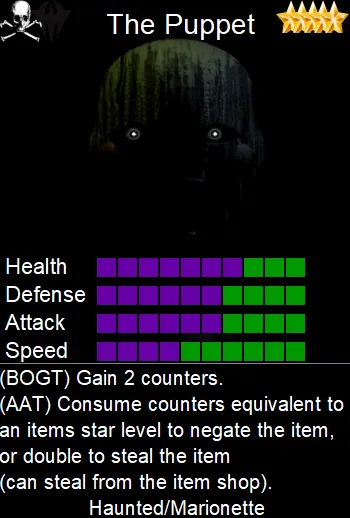 The Puppet
Health
Defense
Attack
Speed
(BOGT) Gain 2 counters.
(AAT) Consume counters equivalent to
an items star level to negate the item,
or double to steal the item
(can steal from the item shop).
Haunted/Marionette